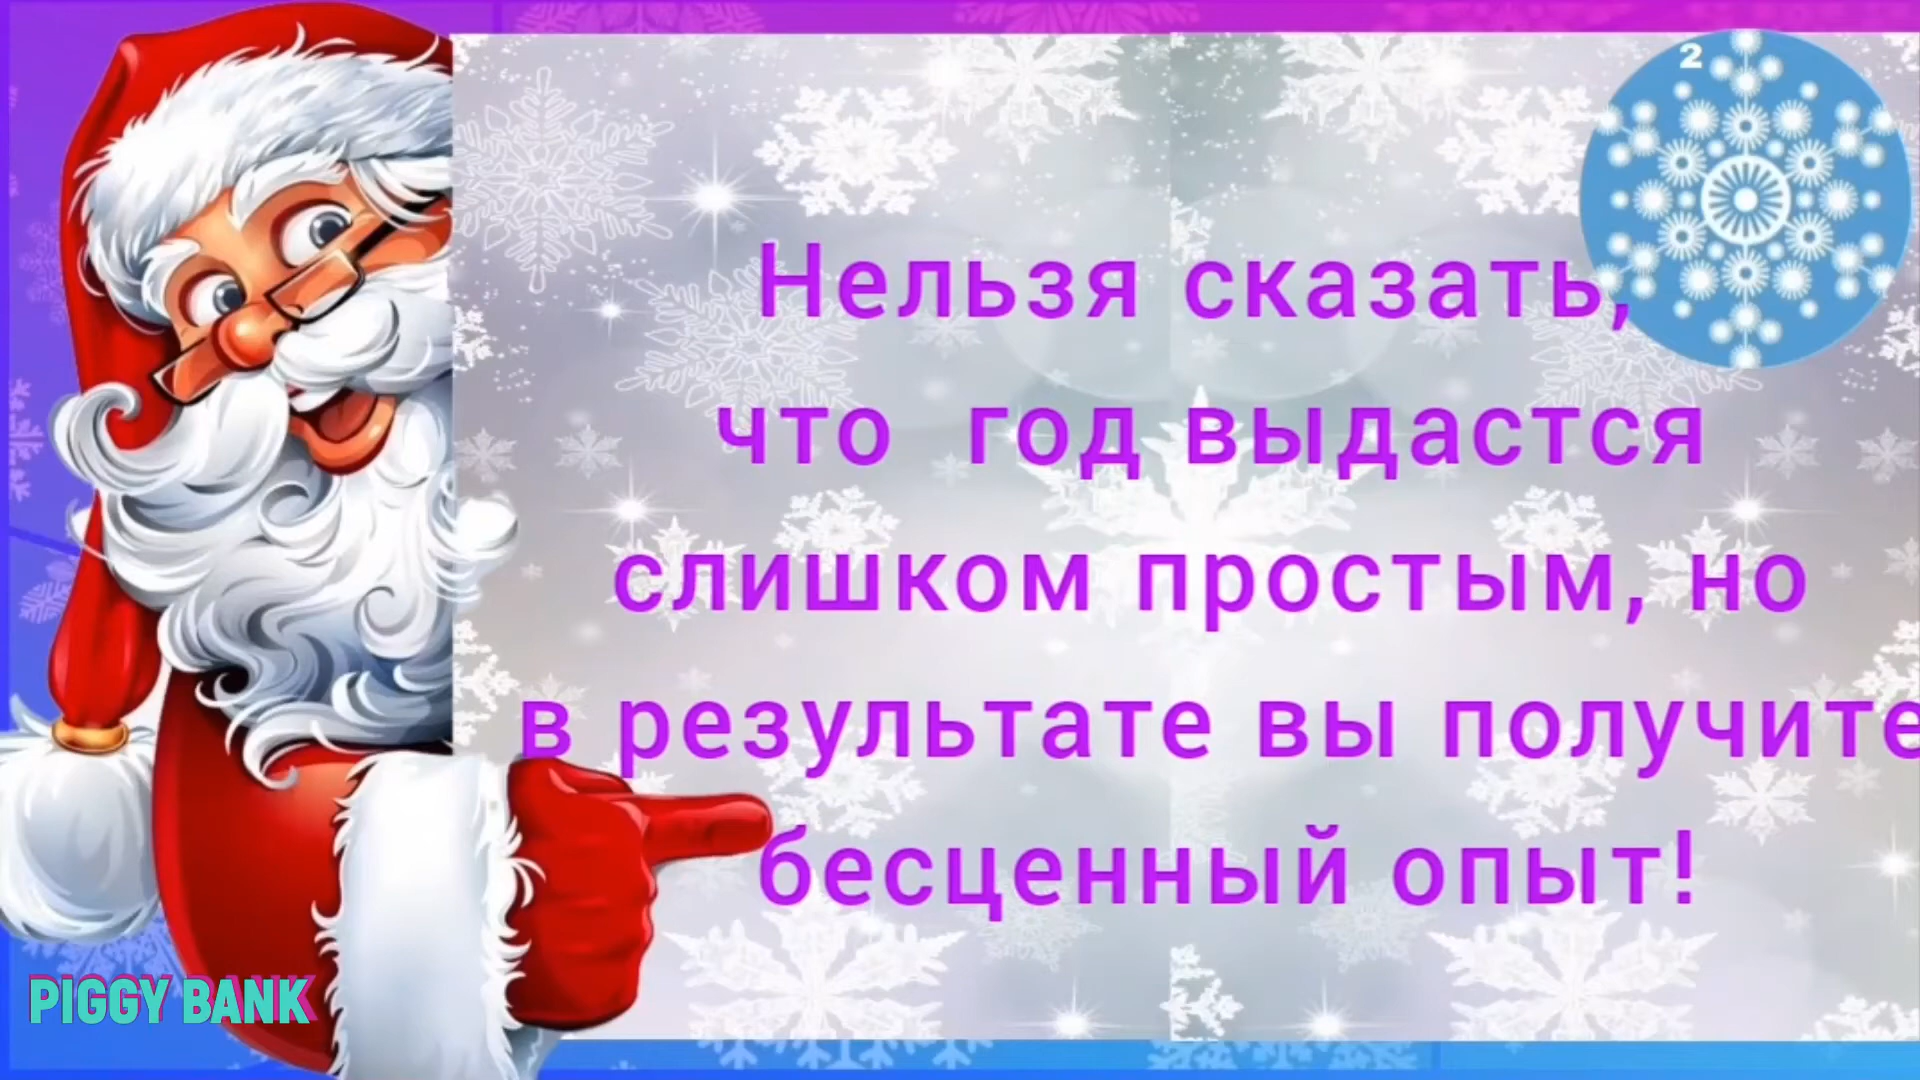 2
Нельзя сказать,
что год выдастся
слишком простым, но
в результате вы получите
бесценный опыт!
PIGGY BANK